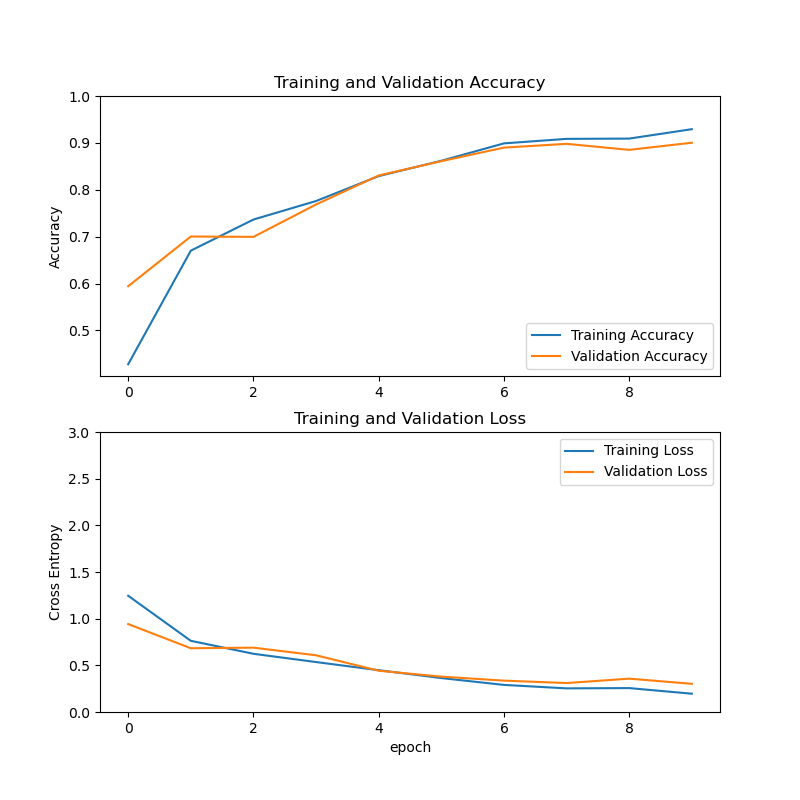 Training and Validation Accuracy
1.0
0.9
0.8
0.7
0.6
0.5
Accuracy
Training Accuracy
Validation Accuracy
0 2 4 6 8
Training and Validation Loss
3.0
2.5
2.0
1.5
1.0
0.5
0.0
Cross Entropy
Training Loss
Validation Loss
0 2 4 6 8
epoch